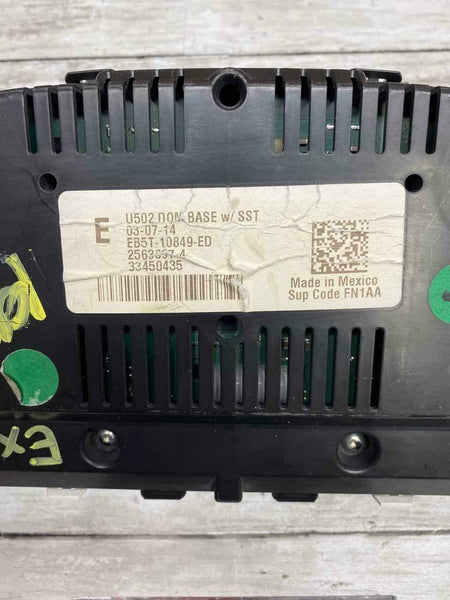 E
U502 DOM BASE w/ SST
03-07-14
EB5T-10849-ED
33450435
Made in Mexico
Sup Code FN1AA
Ex